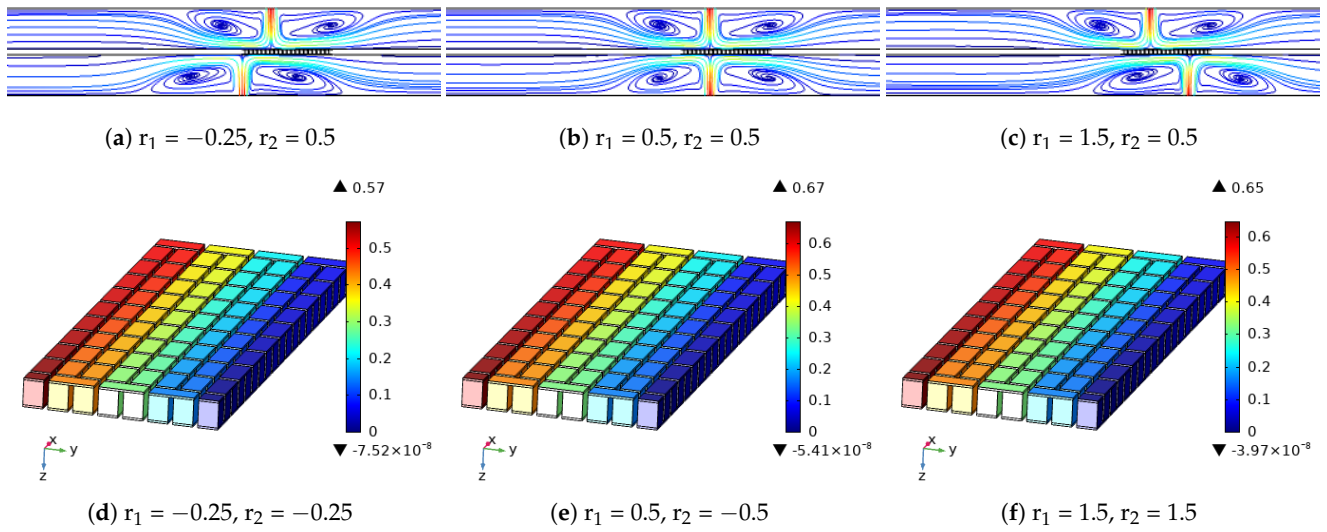 (a) r₁ = −0.25, r₂ = 0.5
(b) r₁ = 0.5, r₂ = 0.5
(c) r₁ = 1.5, r₂ = 0.5
▲ 0.57
0.5
0.4
0.3
0.2
0.1
0
▼ -7.52×10⁻⁸
x
y
z
▲ 0.67
0.6
0.5
0.4
0.3
0.2
0.1
0
▼ -5.41×10⁻⁸
x
y
z
▲ 0.65
0.6
0.5
0.4
0.3
0.2
0.1
0
▼ -3.97×10⁻⁸
x
y
z
(d) r₁ = −0.25, r₂ = −0.25
(e) r₁ = 0.5, r₂ = −0.5
(f) r₁ = 1.5, r₂ = 1.5